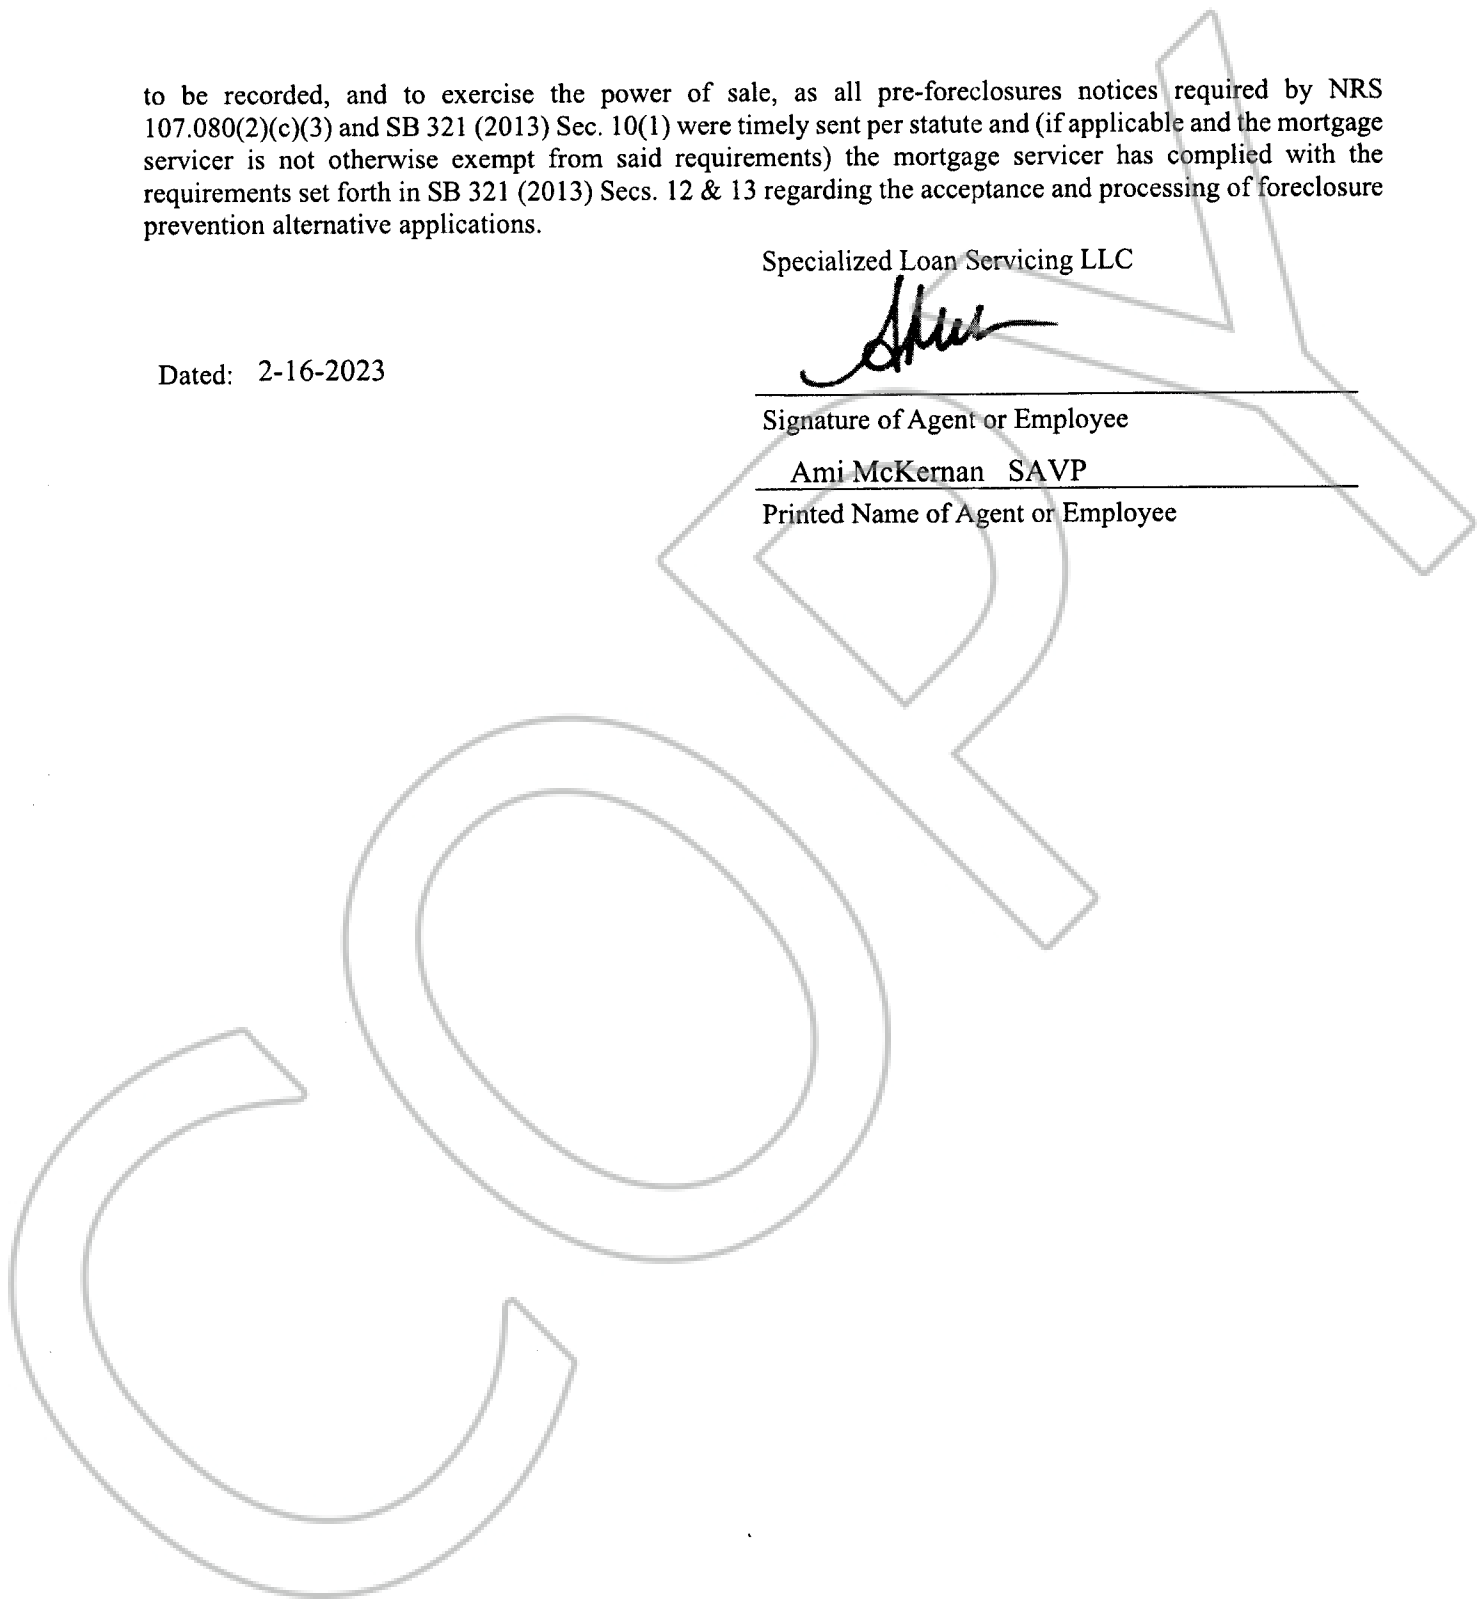 to be recorded, and to exercise the power of sale, as all pre-foreclosures notices required by NRS
107.080(2)(c)(3) and SB 321 (2013) Sec. 10(1) were timely sent per statute and (if applicable and the mortgage
servicer is not otherwise exempt from said requirements) the mortgage servicer has complied with the
requirements set forth in SB 321 (2013) Secs. 12 & 13 regarding the acceptance and processing of foreclosure
prevention alternative applications.
Specialized Loan Servicing LLC
Dated: 2-16-2023
Signature of Agent or Employee
Ami McKernan SAVP
Printed Name of Agent or Employee
COPY